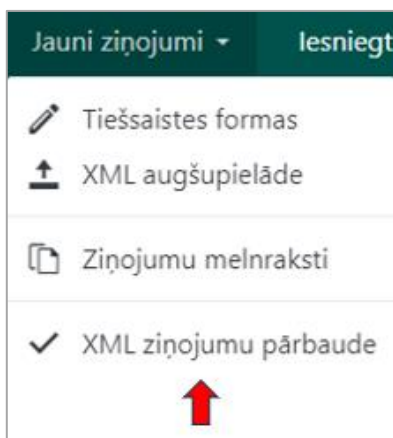 Jauni ziņojumi Iesniegt
Tiešsaistes formas
XML augšupielāde
Ziņojumu melnraksti
XML ziņojumu pārbaude